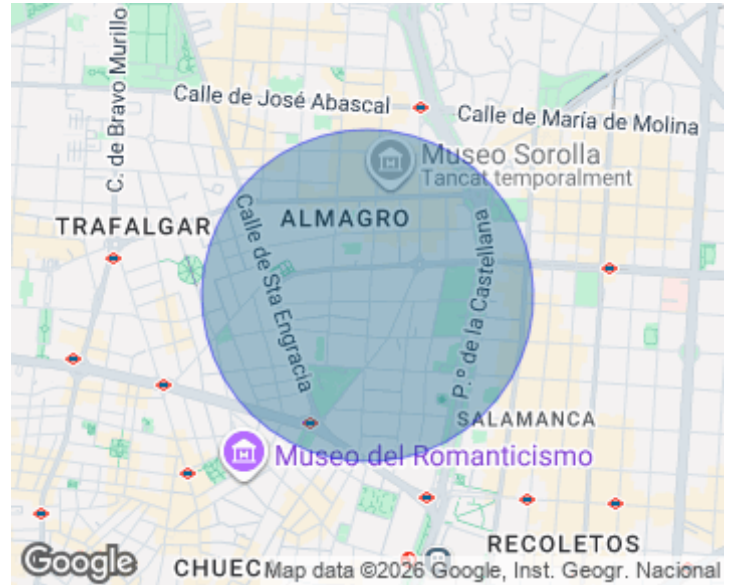 C. de Bravo Murillo
Calle de José Abascal
Calle de María de Molina
Museo Sorolla
Tancat temporalment
TRAFALGAR
ALMAGRO
Calle de Sta Engracia
P.º de la Castellana
SALAMANCA
Museo del Romanticismo
RECOLETOS
Google
CHUEC
Map data ©2026 Google, Inst. Geogr. Nacional